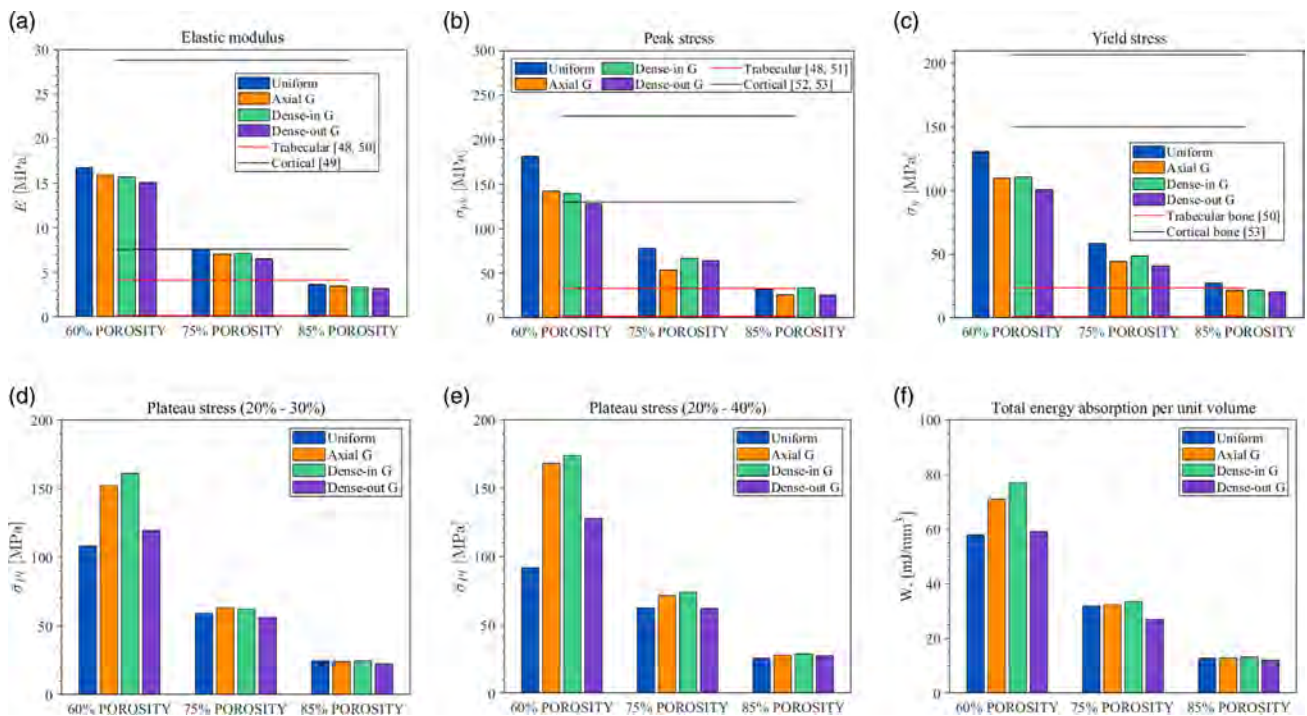 (a)
Elastic modulus
E [MPa]
30
25
20
15
10
5
0
Uniform
Axial G
Dense-in G
Dense-out G
Trabecular [48, 50]
Cortical [49]
60% POROSITY 75% POROSITY 85% POROSITY
(b)
Peak stress
[MPa]
300
250
200
150
100
50
0
Uniform Dense-in G Trabecular [48, 51]
Axial G Dense-out G Cortical [52, 53]
60% POROSITY 75% POROSITY 85% POROSITY
(c)
Yield stress
σy [MPa]
200
150
100
50
0
Uniform
Axial G
Dense-in G
Dense-out G
Trabecular bone [50]
Cortical bone [53]
60% POROSITY 75% POROSITY 85% POROSITY
(d)
Plateau stress (20% - 30%)
σ̄pl [MPa]
200
150
100
50
0
Uniform
Axial G
Dense-in G
Dense-out G
60% POROSITY 75% POROSITY 85% POROSITY
(e)
Plateau stress (20% - 40%)
σ̄pl [MPa]
200
150
100
50
0
Uniform
Axial G
Dense-in G
Dense-out G
60% POROSITY 75% POROSITY 85% POROSITY
(f)
Total energy absorption per unit volume
[mJ/mm³]
100
80
60
40
20
0
Uniform
Axial G
Dense-in G
Dense-out G
60% POROSITY 75% POROSITY 85% POROSITY